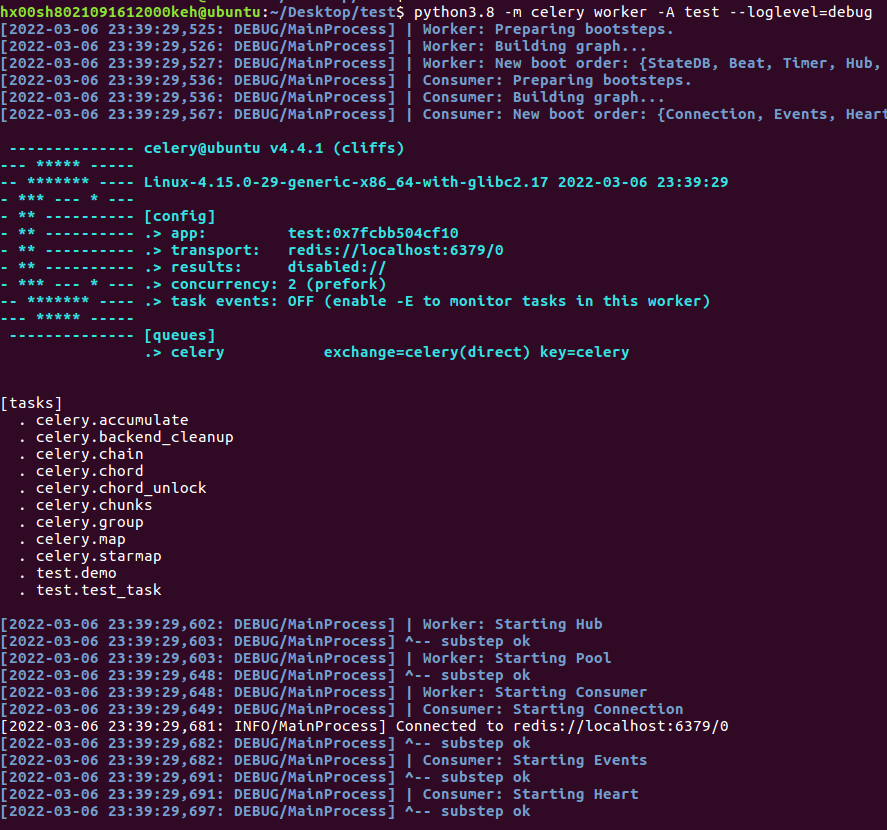 hx00sh8021091612000keh@ubuntu:~/Desktop/test$ python3.8 -m celery worker -A test --loglevel=debug
[2022-03-06 23:39:29,525: DEBUG/MainProcess] | Worker: Preparing bootsteps.
[2022-03-06 23:39:29,526: DEBUG/MainProcess] | Worker: Building graph...
[2022-03-06 23:39:29,527: DEBUG/MainProcess] | Worker: New boot order: {StateDB, Beat, Timer, Hub,
[2022-03-06 23:39:29,536: DEBUG/MainProcess] | Consumer: Preparing bootsteps.
[2022-03-06 23:39:29,536: DEBUG/MainProcess] | Consumer: Building graph...
[2022-03-06 23:39:29,567: DEBUG/MainProcess] | Consumer: New boot order: {Connection, Events, Heart
 -------------- celery@ubuntu v4.4.1 (cliffs)
--- ***** -----
-- ******* ---- Linux-4.15.0-29-generic-x86_64-with-glibc2.17 2022-03-06 23:39:29
- *** --- * ---
- ** ---------- [config]
- ** ---------- .> app:         test:0x7fcbb504cf10
- ** ---------- .> transport:   redis://localhost:6379/0
- ** ---------- .> results:     disabled://
- *** --- * --- .> concurrency: 2 (prefork)
-- ******* ---- .> task events: OFF (enable -E to monitor tasks in this worker)
--- ***** -----
 -------------- [queues]
                .> celery           exchange=celery(direct) key=celery
[tasks]
  . celery.accumulate
  . celery.backend_cleanup
  . celery.chain
  . celery.chord
  . celery.chord_unlock
  . celery.chunks
  . celery.group
  . celery.map
  . celery.starmap
  . test.demo
  . test.test_task
[2022-03-06 23:39:29,602: DEBUG/MainProcess] | Worker: Starting Hub
[2022-03-06 23:39:29,603: DEBUG/MainProcess] ^-- substep ok
[2022-03-06 23:39:29,603: DEBUG/MainProcess] | Worker: Starting Pool
[2022-03-06 23:39:29,648: DEBUG/MainProcess] ^-- substep ok
[2022-03-06 23:39:29,648: DEBUG/MainProcess] | Worker: Starting Consumer
[2022-03-06 23:39:29,649: DEBUG/MainProcess] | Consumer: Starting Connection
[2022-03-06 23:39:29,681: INFO/MainProcess] Connected to redis://localhost:6379/0
[2022-03-06 23:39:29,682: DEBUG/MainProcess] ^-- substep ok
[2022-03-06 23:39:29,682: DEBUG/MainProcess] | Consumer: Starting Events
[2022-03-06 23:39:29,691: DEBUG/MainProcess] ^-- substep ok
[2022-03-06 23:39:29,691: DEBUG/MainProcess] | Consumer: Starting Heart
[2022-03-06 23:39:29,697: DEBUG/MainProcess] ^-- substep ok